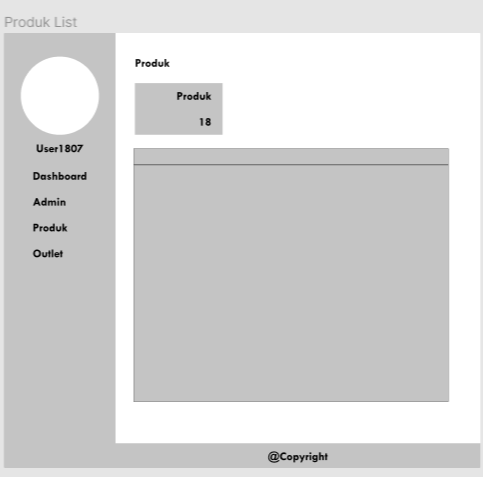 Produk List
User1807
Dashboard
Admin
Produk
Outlet
Produk
Produk
18
@Copyright